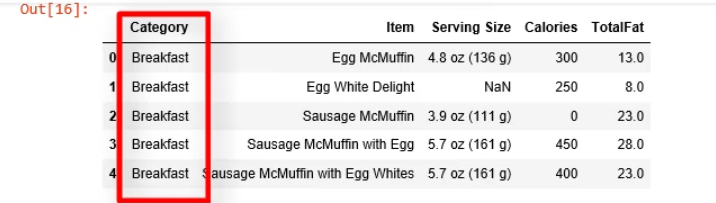 Out[16]:
Category Item Serving Size Calories TotalFat
0 Breakfast Egg McMuffin 4.8 oz (136 g) 300 13.0
1 Breakfast Egg White Delight NaN 250 8.0
2 Breakfast Sausage McMuffin 3.9 oz (111 g) 0 23.0
3 Breakfast Sausage McMuffin with Egg 5.7 oz (161 g) 450 28.0
4 Breakfast Sausage McMuffin with Egg Whites 5.7 oz (161 g) 400 23.0